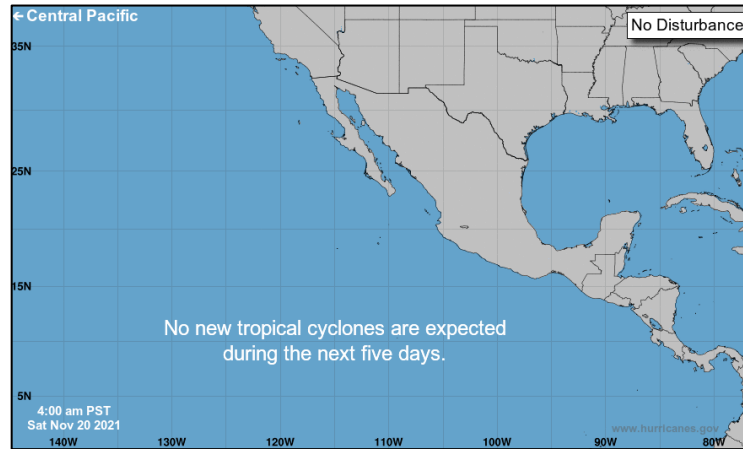 ← Central Pacific
No Disturbance
35N
25N
15N
No new tropical cyclones are expected
during the next five days.
5N
4:00 am PST
Sat Nov 20 2021
www.hurricanes.gov
140W 130W 120W 110W 100W 90W 80W